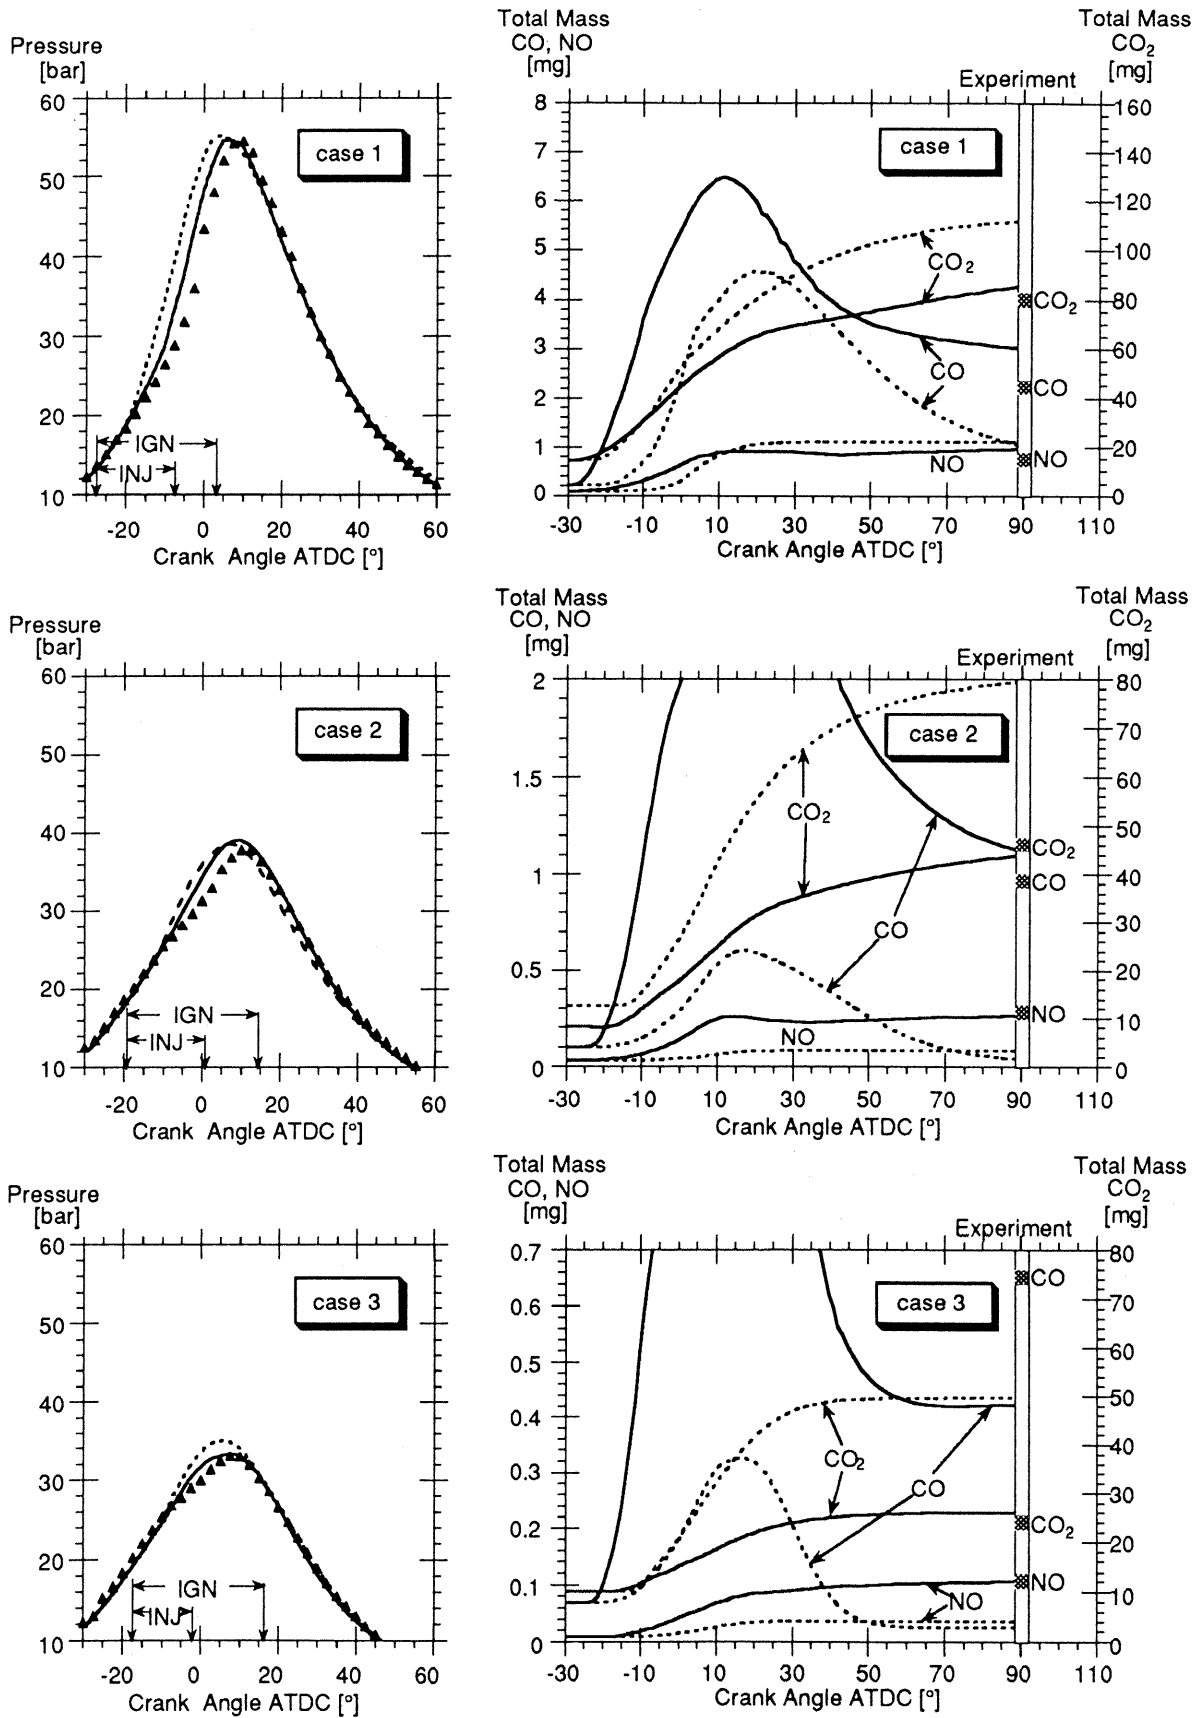 Pressure
[bar]
60
50
40
30
20
10
case 1
IGN
INJ
-20 0 20 40 60
Crank Angle ATDC [°]
Total Mass
CO, NO
[mg]
Total Mass
CO2
[mg]
Experiment
8
7
6
5
4
3
2
1
0
160
140
120
100
80
60
40
20
0
case 1
CO2
CO
NO
CO2
CO
NO
-30 -10 10 30 50 70 90 110
Crank Angle ATDC [°]
Pressure
[bar]
60
50
40
30
20
10
case 2
IGN
INJ
-20 0 20 40 60
Crank Angle ATDC [°]
Total Mass
CO, NO
[mg]
Total Mass
CO2
[mg]
Experiment
2
1.5
1
0.5
0
80
70
60
50
40
30
20
10
0
case 2
CO2
CO
NO
CO2
CO
NO
-30 -10 10 30 50 70 90 110
Crank Angle ATDC [°]
Pressure
[bar]
60
50
40
30
20
10
case 3
IGN
INJ
-20 0 20 40 60
Crank Angle ATDC [°]
Total Mass
CO, NO
[mg]
Total Mass
CO2
[mg]
Experiment
0.7
0.6
0.5
0.4
0.3
0.2
0.1
0
80
70
60
50
40
30
20
10
0
case 3
CO2
CO
NO
CO
CO2
NO
-30 -10 10 30 50 70 90 110
Crank Angle ATDC [°]